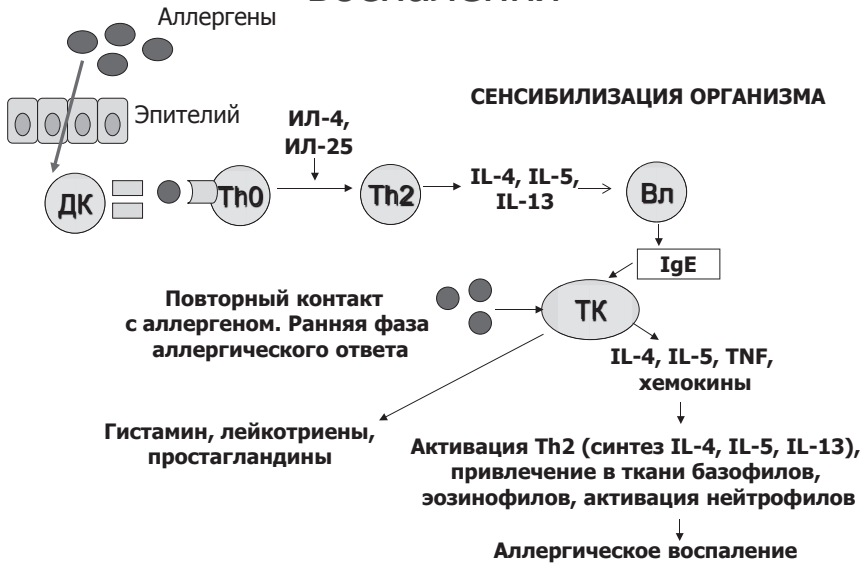 Аллергены
Эпителий
СЕНСИБИЛИЗАЦИЯ ОРГАНИЗМА
ИЛ-4,
ИЛ-25
ДК
Th0
Th2
IL-4, IL-5,
IL-13
Вл
IgE
Повторный контакт
с аллергеном. Ранняя фаза
аллергического ответа
ТК
IL-4, IL-5, TNF,
хемокины
Гистамин, лейкотриены,
простагландины
Активация Th2 (синтез IL-4, IL-5, IL-13),
привлечение в ткани базофилов,
эозинофилов, активация нейтрофилов
Аллергическое воспаление